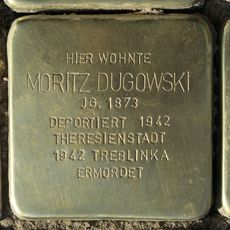 HIER WOHNTE
MORITZ DUGOWSKI
JG. 1873
DEPORTIERT 1942
THERESIENSTADT
1942 TREBLINKA
ERMORDET